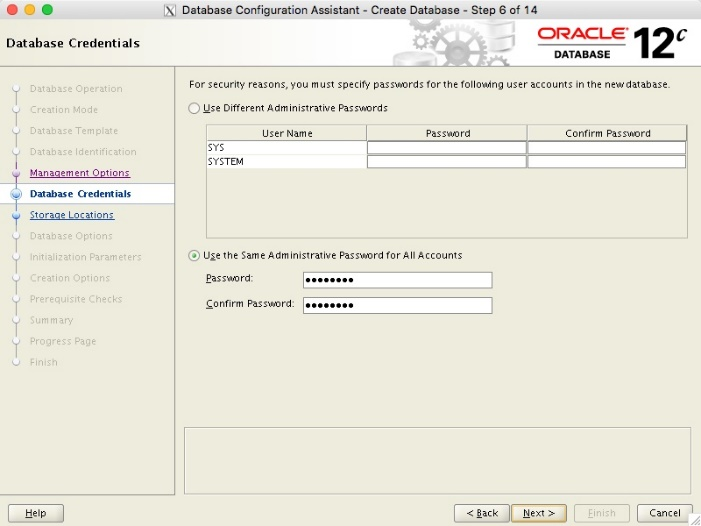 Database Configuration Assistant - Create Database - Step 6 of 14
Database Credentials
ORACLE
DATABASE
12c
Database Operation
Creation Mode
Database Template
Database Identification
Management Options
Database Credentials
Storage Locations
Database Options
Initialization Parameters
Creation Options
Prerequisite Checks
Summary
Progress Page
Finish
For security reasons, you must specify passwords for the following user accounts in the new database.
Use Different Administrative Passwords
User Name Password Confirm Password
SYS
SYSTEM
Use the Same Administrative Password for All Accounts
Password: ●●●●●●●●
Confirm Password: ●●●●●●●●
Help < Back Next > Finish Cancel